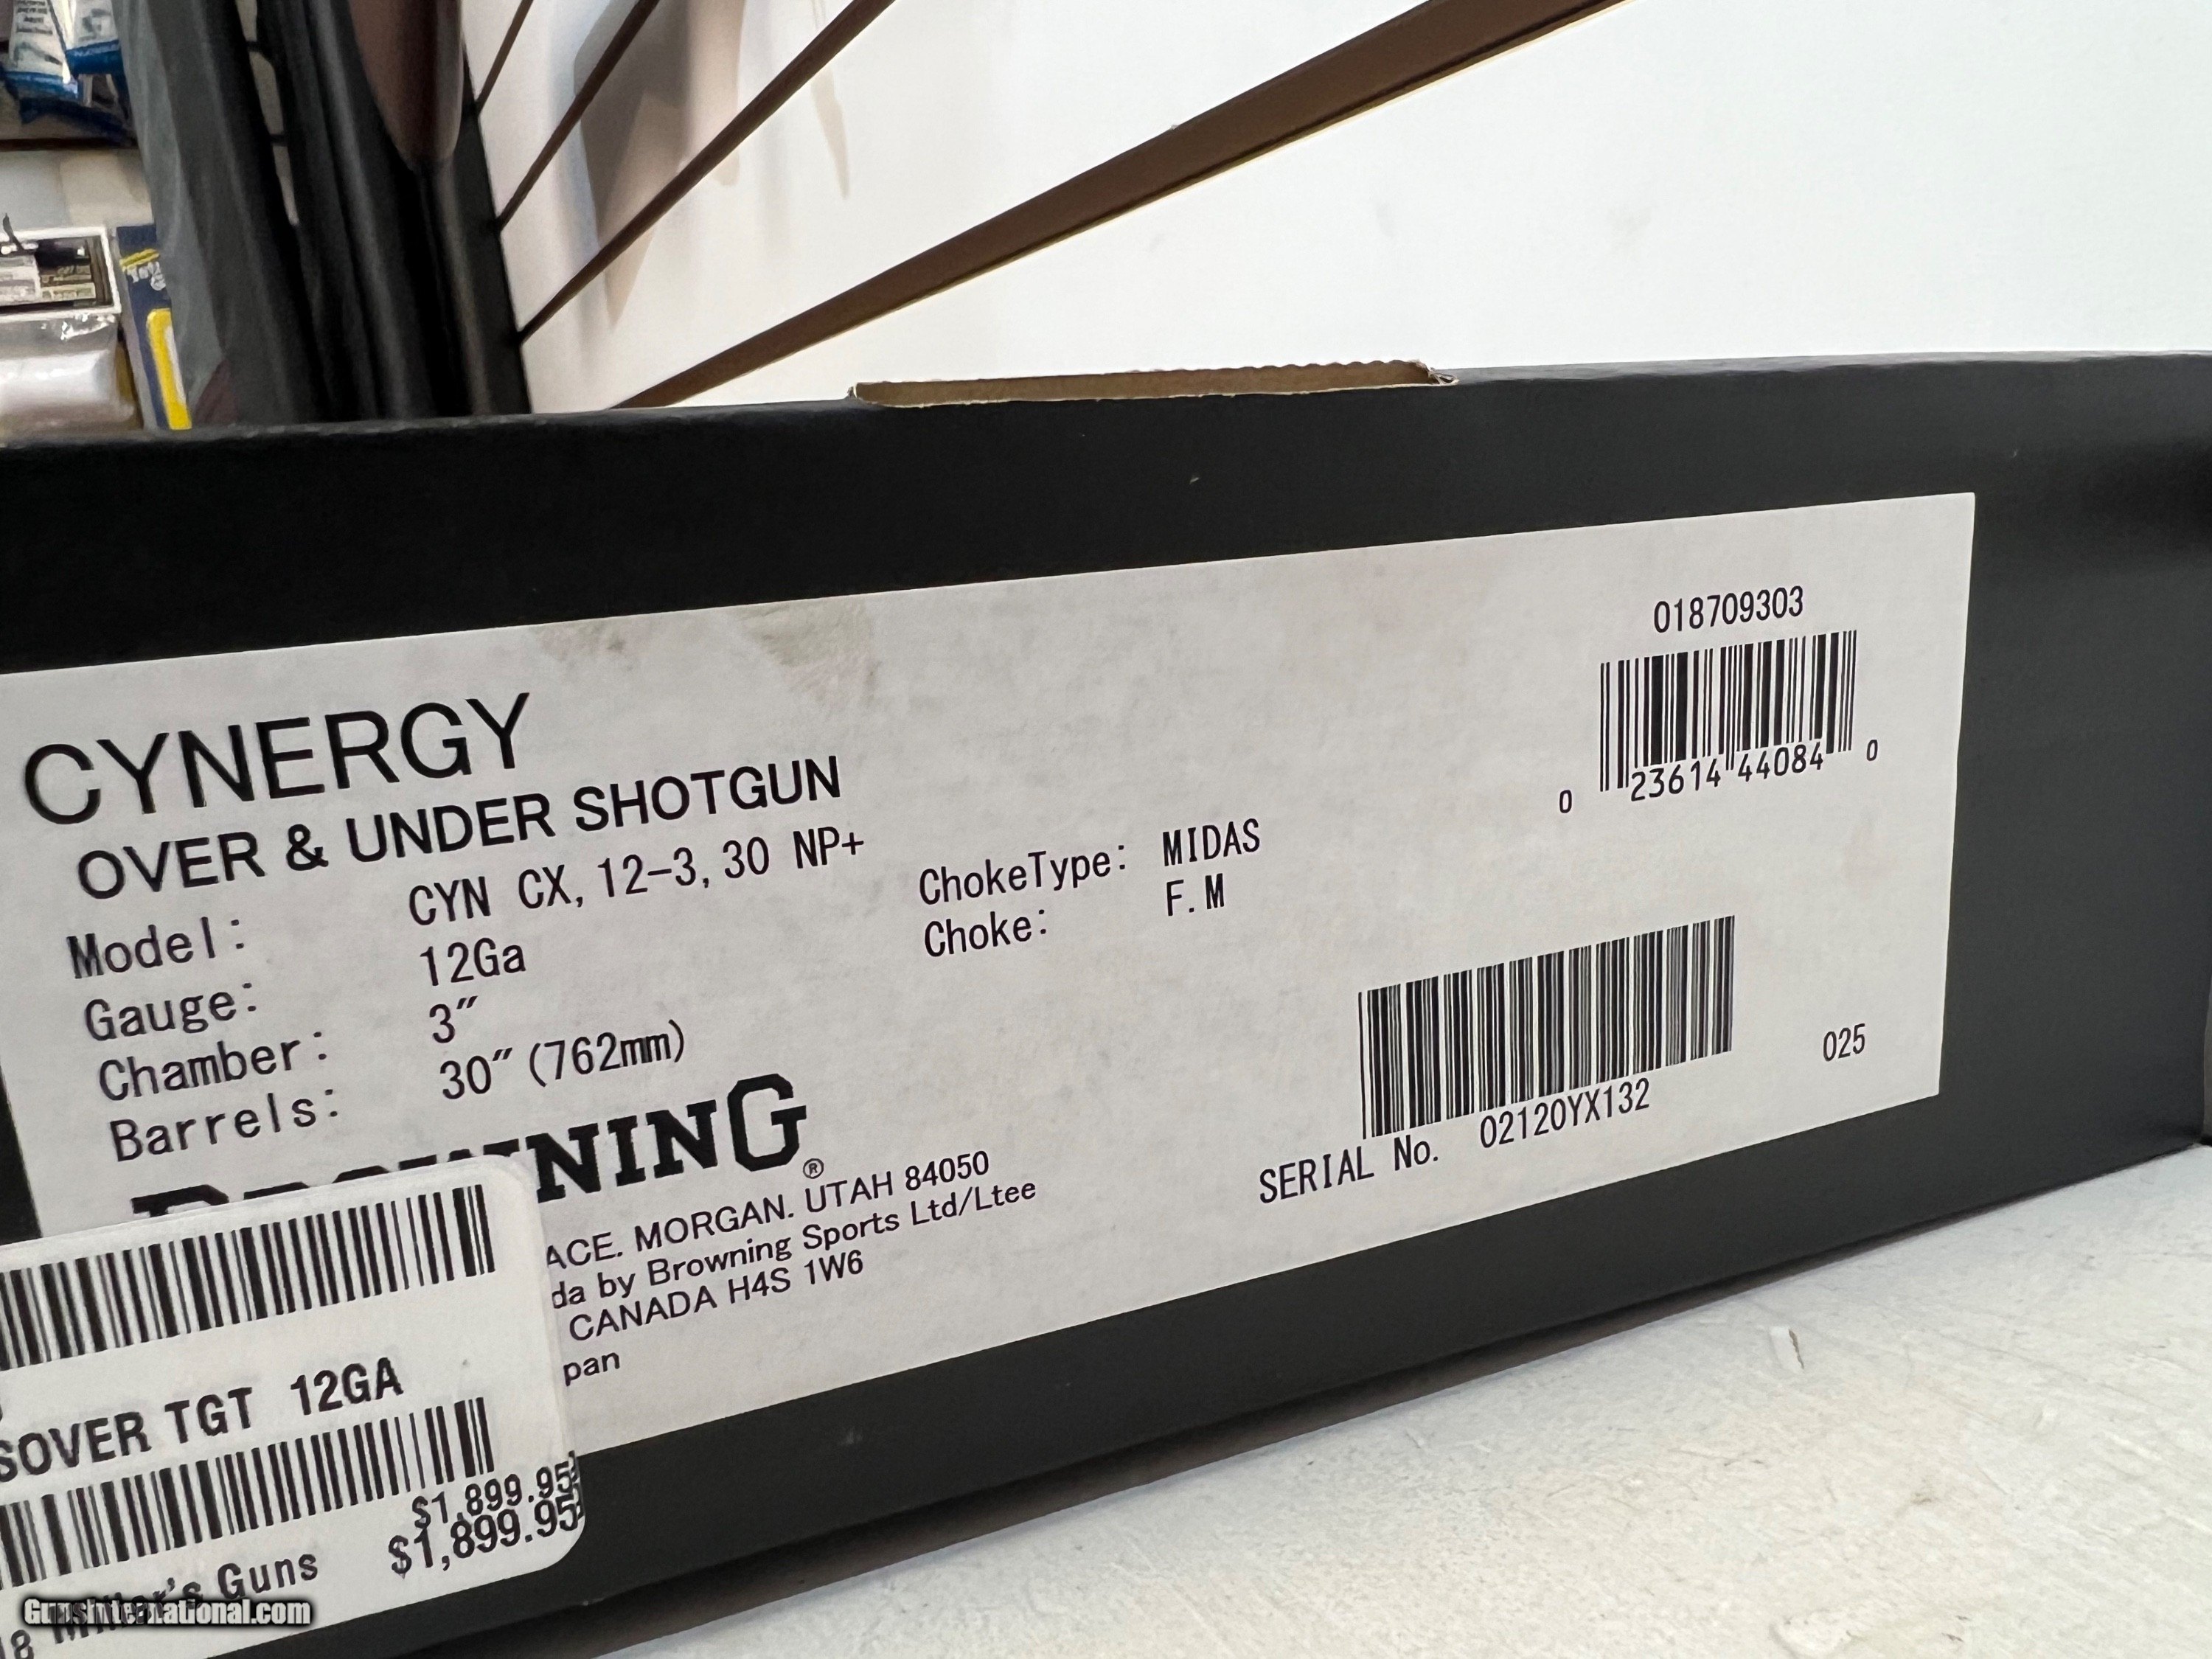 CYNERGY
OVER & UNDER SHOTGUN
Model: CYN CX, 12-3, 30 NP+
Gauge: 12Ga
Chamber: 3"
Barrels: 30" (762mm)
ChokeType: MIDAS
Choke: F.M
018709303
0 23614 44084 0
025
SERIAL No. 02120YX132
BROWNING®
ACE. MORGAN. UTAH 84050
da by Browning Sports Ltd/Ltee
CANADA H4S 1W6
pan
SOVER TGT 12GA
$1,899.95
$1,899.95
Miller's Guns
GunsInternational.com